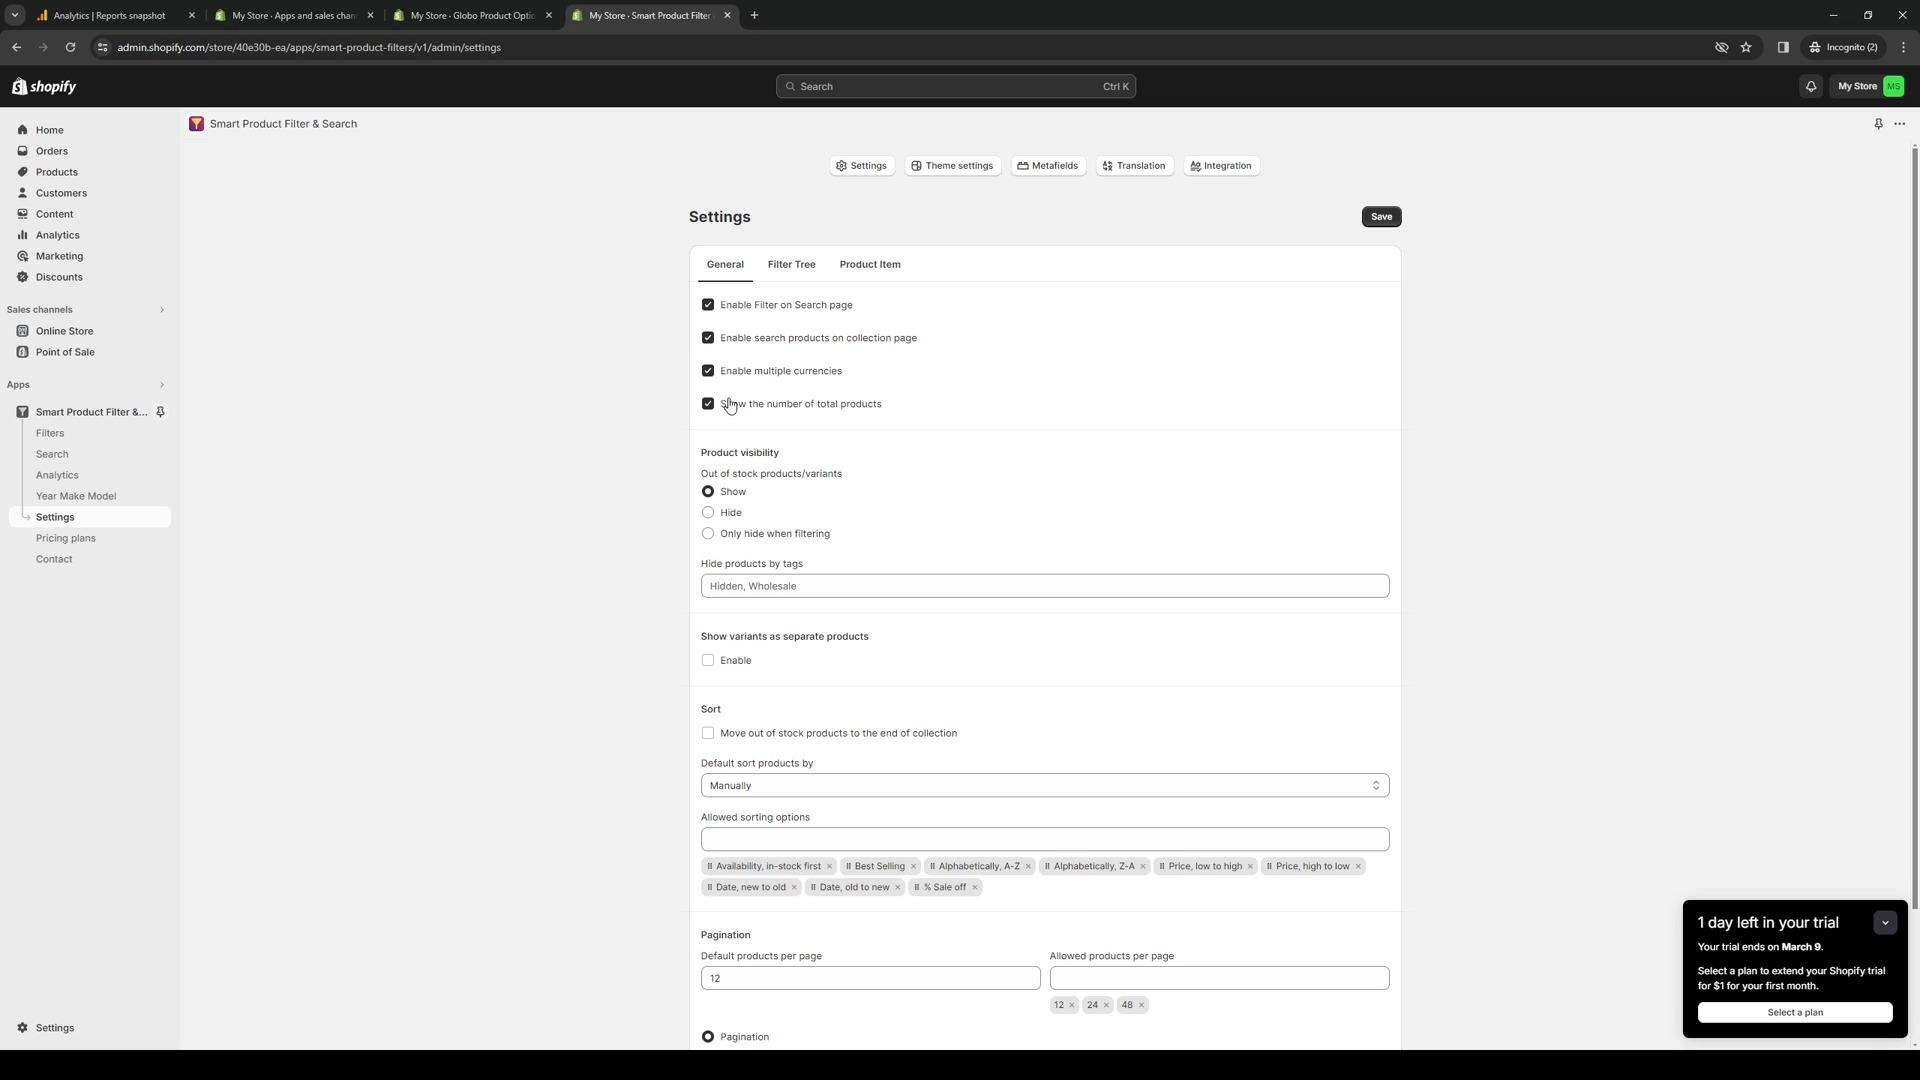 Analytics | Reports snapshot
My Store · Apps and sales chan
My Store · Globo Product Optio
My Store · Smart Product Filter
admin.shopify.com/store/40e30b-ea/apps/smart-product-filters/v1/admin/settings
Incognito (2)
shopify
Search
Ctrl K
My Store
MS
Home
Orders
Products
Customers
Content
Analytics
Marketing
Discounts
Sales channels
Online Store
Point of Sale
Apps
Smart Product Filter &...
Filters
Search
Analytics
Year Make Model
Settings
Pricing plans
Contact
Settings
Smart Product Filter & Search
Settings
Theme settings
Metafields
Translation
Integration
Settings
Save
General
Filter Tree
Product Item
Enable Filter on Search page
Enable search products on collection page
Enable multiple currencies
the number of total products
Product visibility
Out of stock products/variants
Show
Hide
Only hide when filtering
Hide products by tags
Hidden, Wholesale
Show variants as separate products
Enable
Sort
Move out of stock products to the end of collection
Default sort products by
Manually
Allowed sorting options
Availability, in-stock first
Best Selling
Alphabetically, A-Z
Alphabetically, Z-A
Price, low to high
Price, high to low
Date, new to old
Date, old to new
% Sale off
Pagination
Default products per page
Allowed products per page
12
12
24
48
Pagination
1 day left in your trial
Your trial ends on March 9.
Select a plan to extend your Shopify trial
for $1 for your first month.
Select a plan